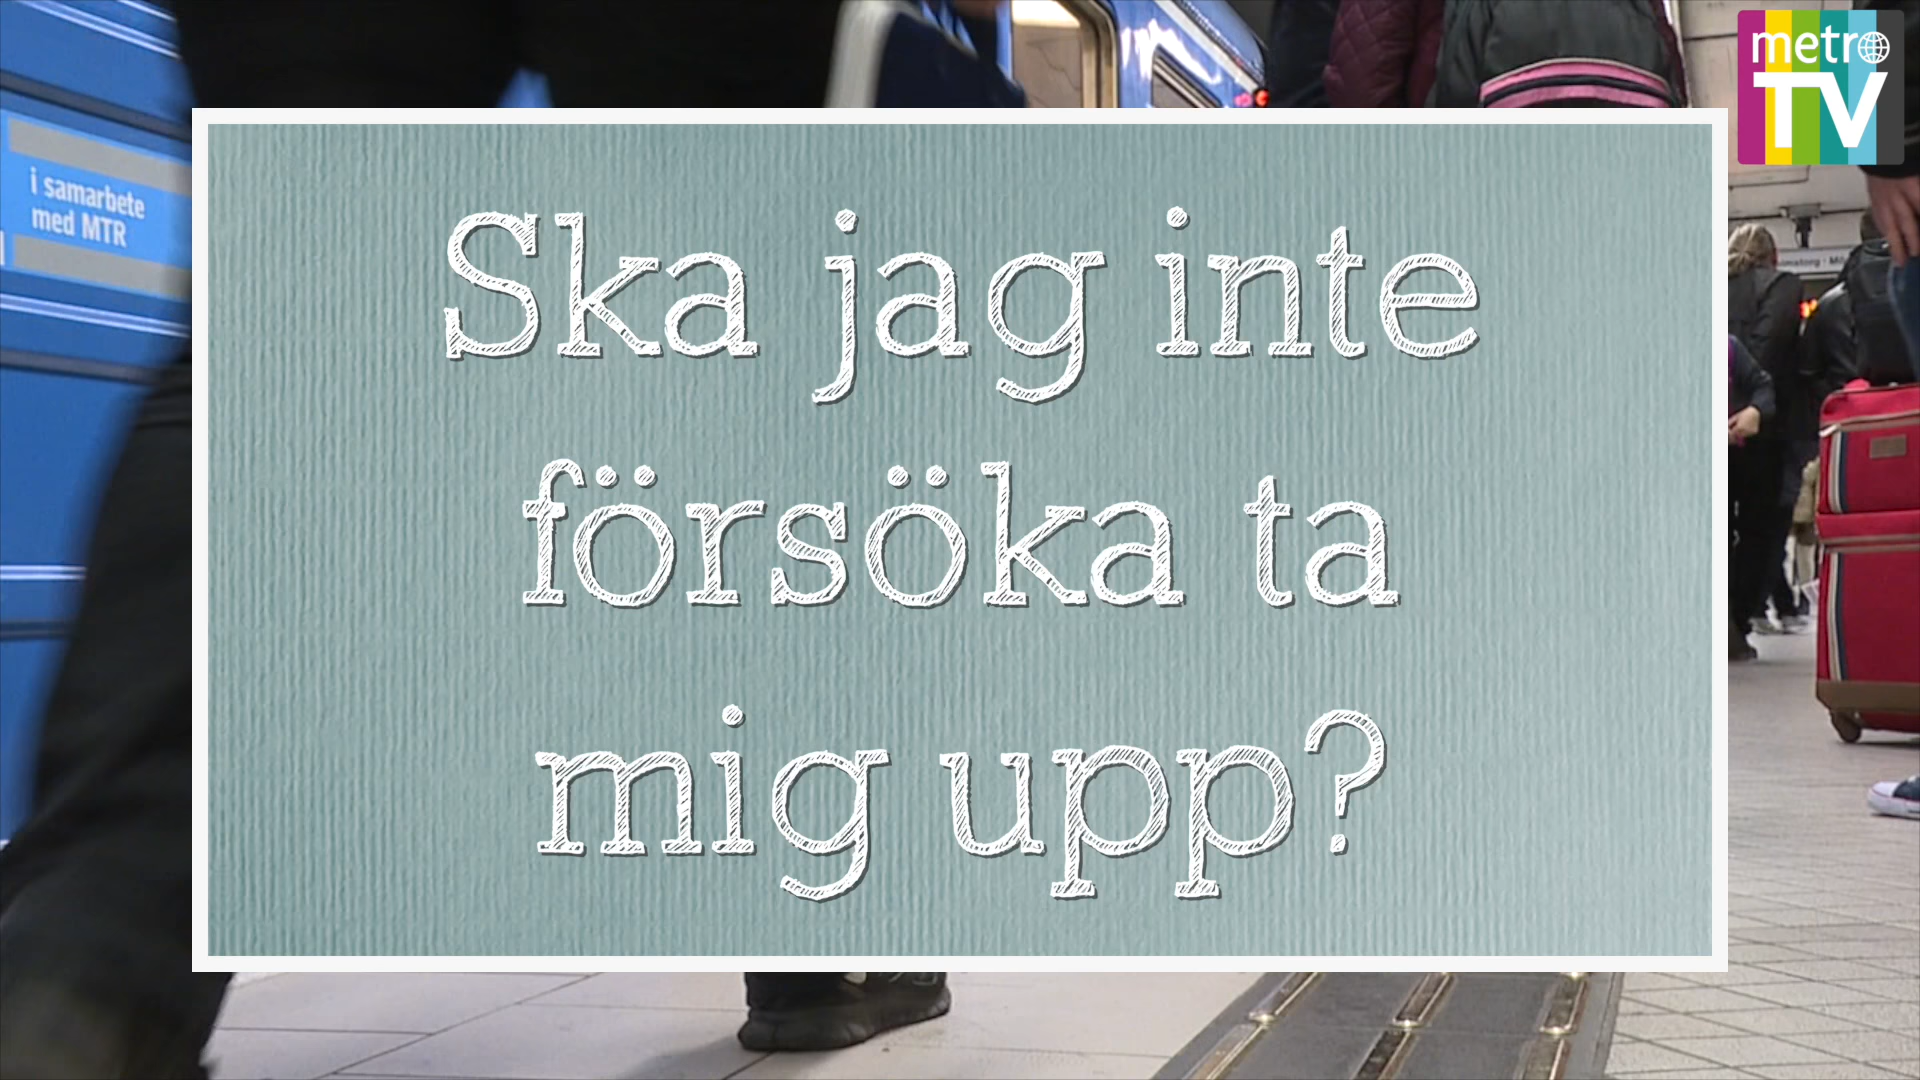 metro
TV
i samarbete
med MTR
Ska jag inte
försöka ta
mig upp?